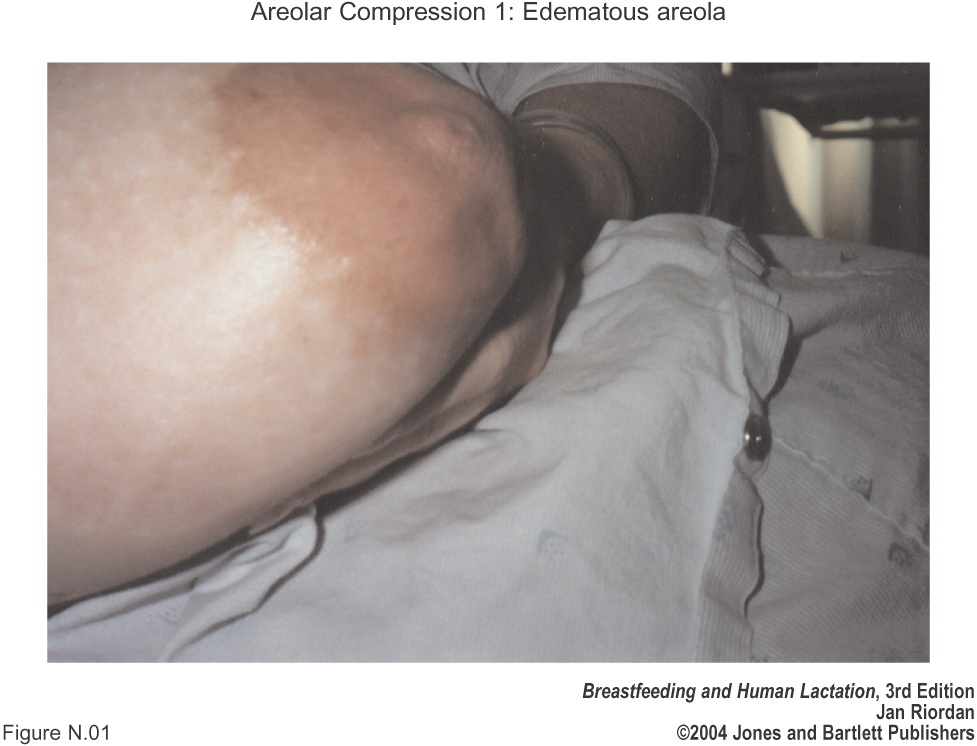 Areolar Compression 1: Edematous areola
Breastfeeding and Human Lactation, 3rd Edition
Jan Riordan
Figure N.01
©2004 Jones and Bartlett Publishers